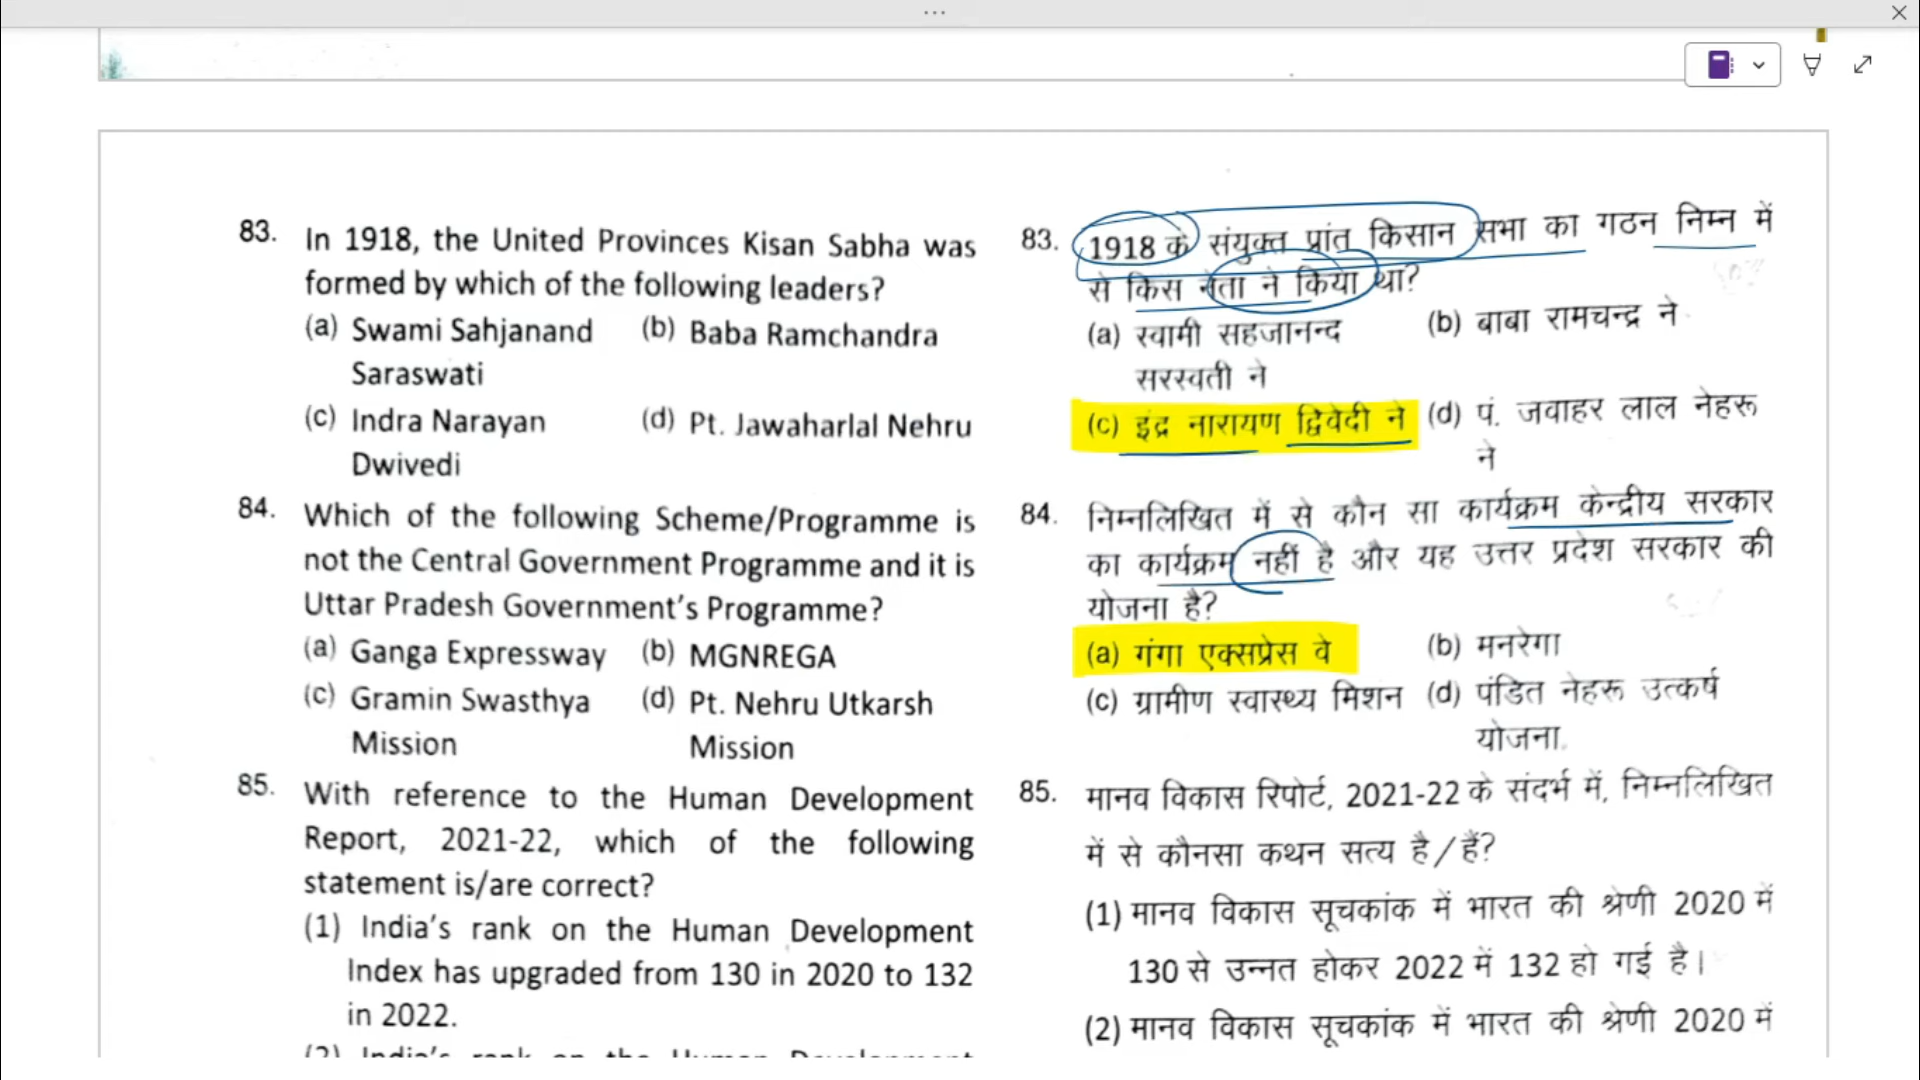 83. In 1918, the United Provinces Kisan Sabha was
formed by which of the following leaders?
(a) Swami Sahjanand (b) Baba Ramchandra
Saraswati
(c) Indra Narayan (d) Pt. Jawaharlal Nehru
Dwivedi
84. Which of the following Scheme/Programme is
not the Central Government Programme and it is
Uttar Pradesh Government's Programme?
(a) Ganga Expressway (b) MGNREGA
(c) Gramin Swasthya (d) Pt. Nehru Utkarsh
Mission Mission
85. With reference to the Human Development
Report, 2021-22, which of the following
statement is/are correct?
(1) India's rank on the Human Development
Index has upgraded from 130 in 2020 to 132
in 2022.
(2) India's rank on the Human Development
83. 1918 के संयुक्त प्रांत किसान सभा का गठन निम्न में
से किस नेता ने किया था?
(a) स्वामी सहजानन्द (b) बाबा रामचन्द्र ने
सरस्वती ने
(c) इंद्र नारायण द्विवेदी ने (d) पं. जवाहर लाल नेहरू
ने
84. निम्नलिखित में से कौन सा कार्यक्रम केन्द्रीय सरकार
का कार्यक्रम नहीं है और यह उत्तर प्रदेश सरकार की
योजना है?
(a) गंगा एक्सप्रेस वे (b) मनरेगा
(c) ग्रामीण स्वास्थ्य मिशन (d) पंडित नेहरू उत्कर्ष
योजना.
85. मानव विकास रिपोर्ट, 2021-22 के संदर्भ में, निम्नलिखित
में से कौनसा कथन सत्य है/हैं?
(1) मानव विकास सूचकांक में भारत की श्रेणी 2020 में
130 से उन्नत होकर 2022 में 132 हो गई है।
(2) मानव विकास सूचकांक में भारत की श्रेणी 2020 में